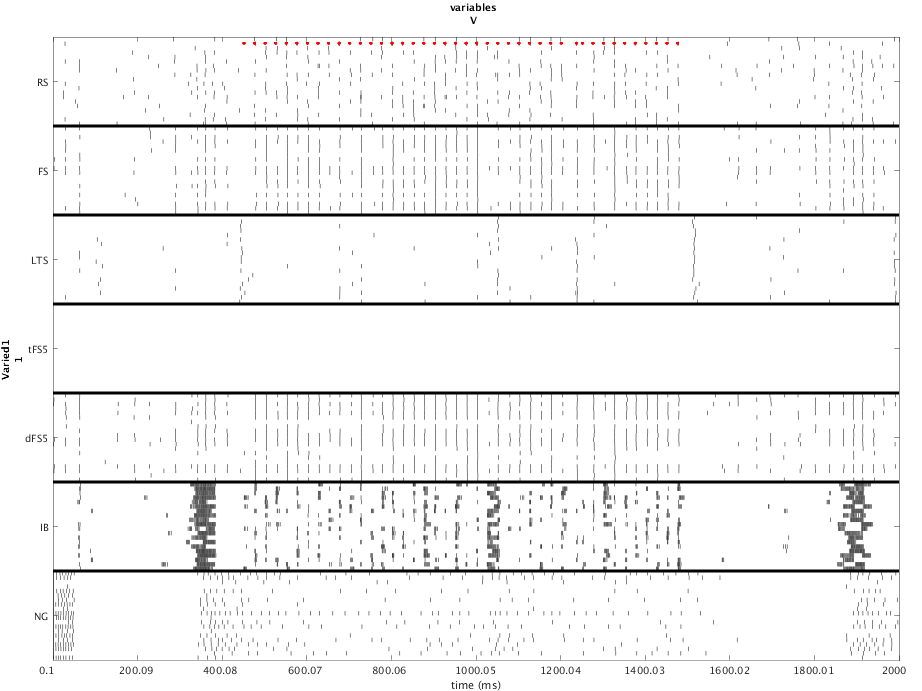 variables
V
RS
FS
LTS
tFS5
dFS5
IB
NG
Varied1
1
0.1 200.09 400.08 600.07 800.06 1000.05 1200.04 1400.03 1600.02 1800.01 2000
time (ms)